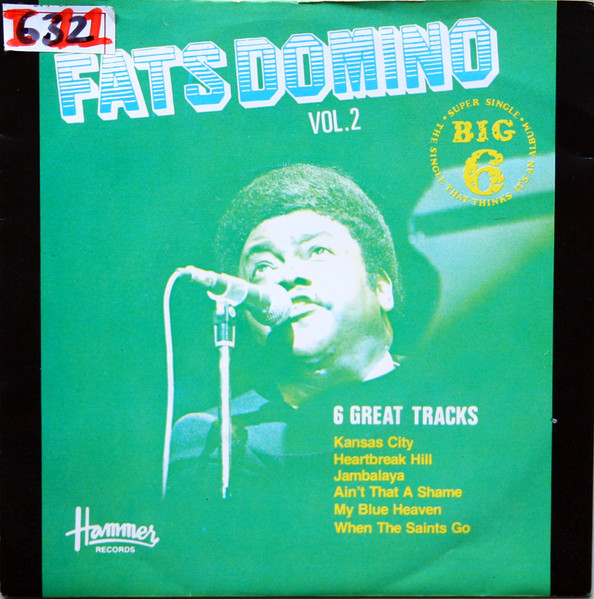 6321
FATS DOMINO
VOL.2
• SUPER SINGLE •
THE SINGLE THAT THINKS IT'S AN ALBUM
BIG
6
6 GREAT TRACKS
Kansas City
Heartbreak Hill
Jambalaya
Ain't That A Shame
My Blue Heaven
When The Saints Go
Hammer
RECORDS